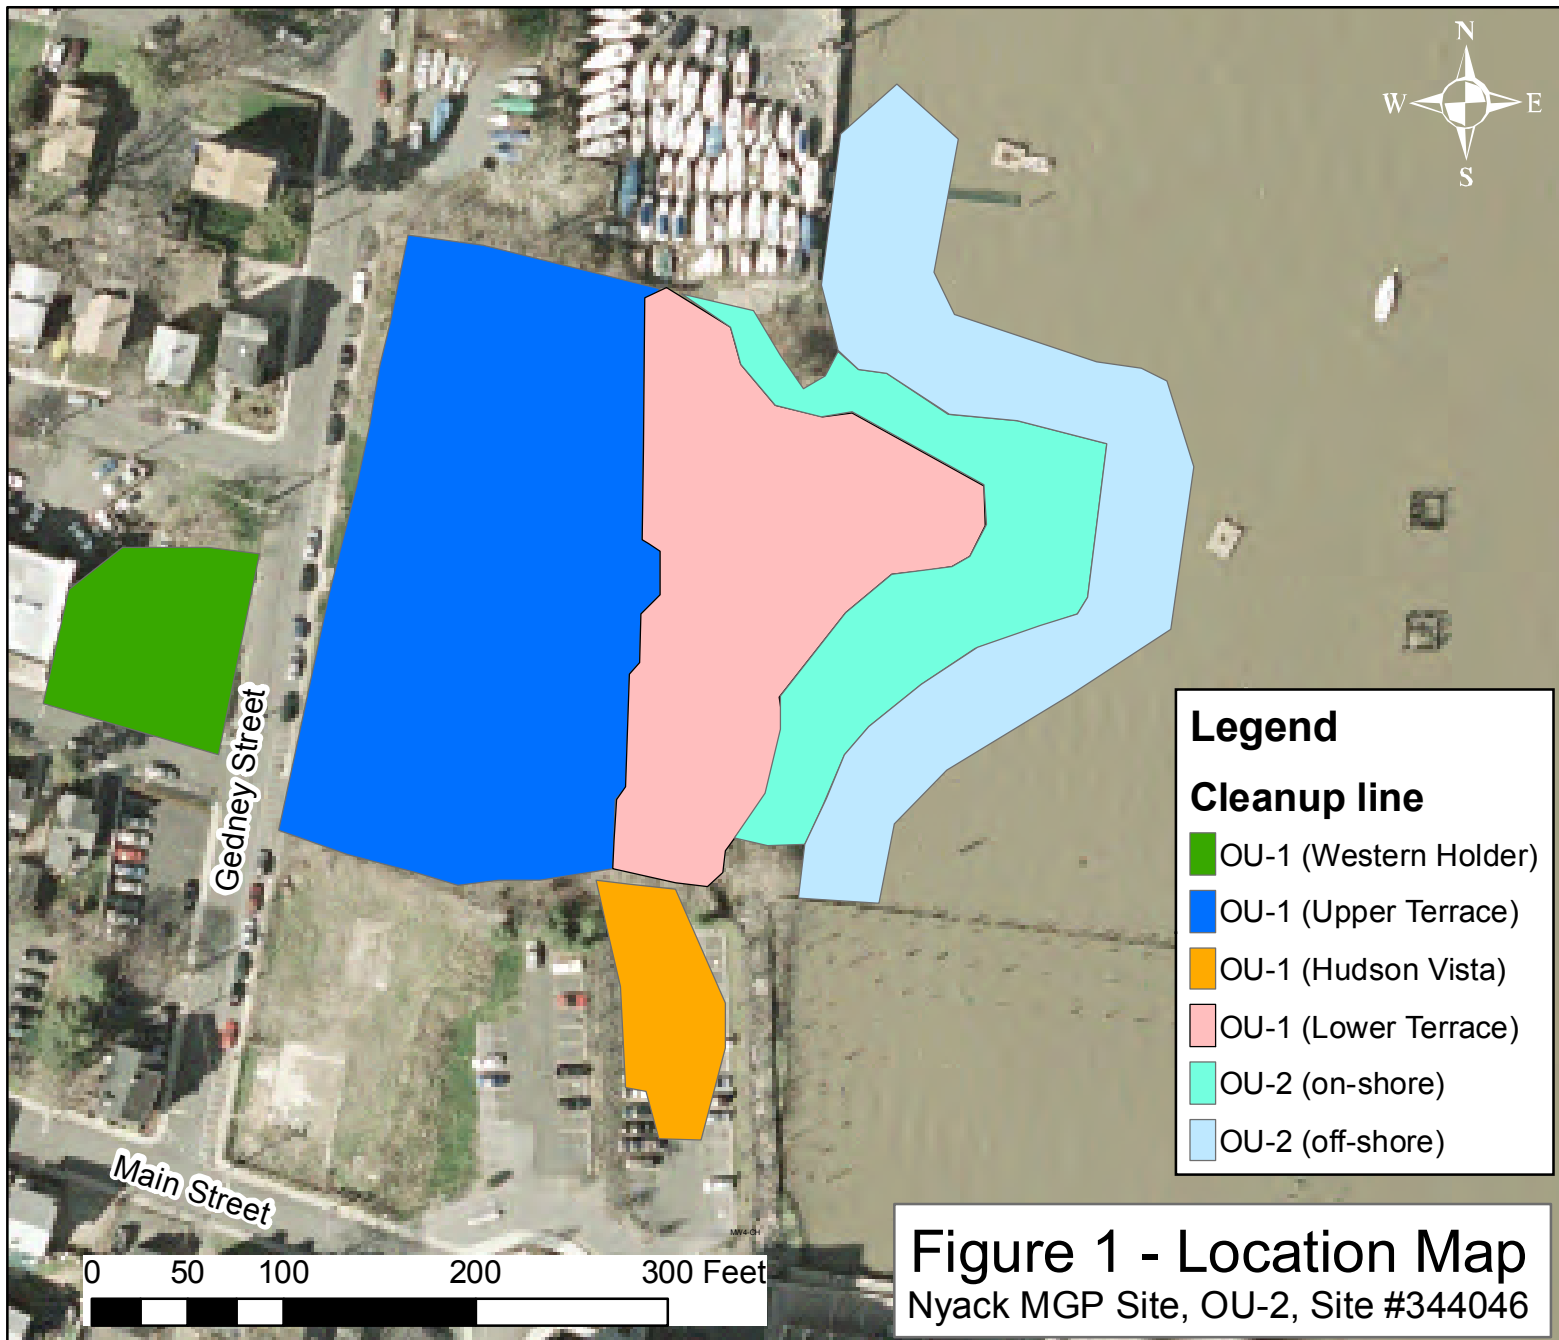 N
W E
S
Gedney Street
Main Street
Legend
Cleanup line
OU-1 (Western Holder)
OU-1 (Upper Terrace)
OU-1 (Hudson Vista)
OU-1 (Lower Terrace)
OU-2 (on-shore)
OU-2 (off-shore)
MW4-CH
0 50 100 200 300 Feet
Figure 1 - Location Map
Nyack MGP Site, OU-2, Site #344046